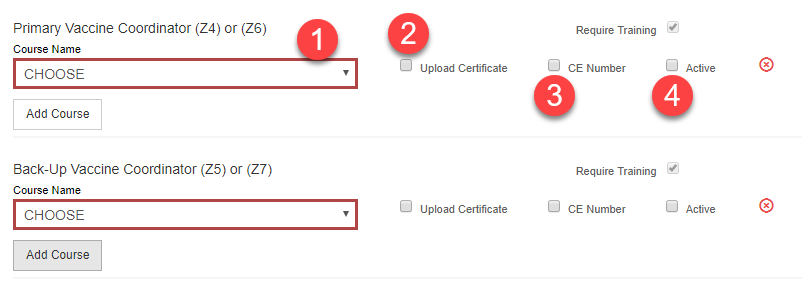 Primary Vaccine Coordinator (Z4) or (Z6)
1
2
Require Training
Course Name
CHOOSE
Upload Certificate
CE Number
Active
3
4
Add Course
Back-Up Vaccine Coordinator (Z5) or (Z7)
Require Training
Course Name
CHOOSE
Upload Certificate
CE Number
Active
Add Course